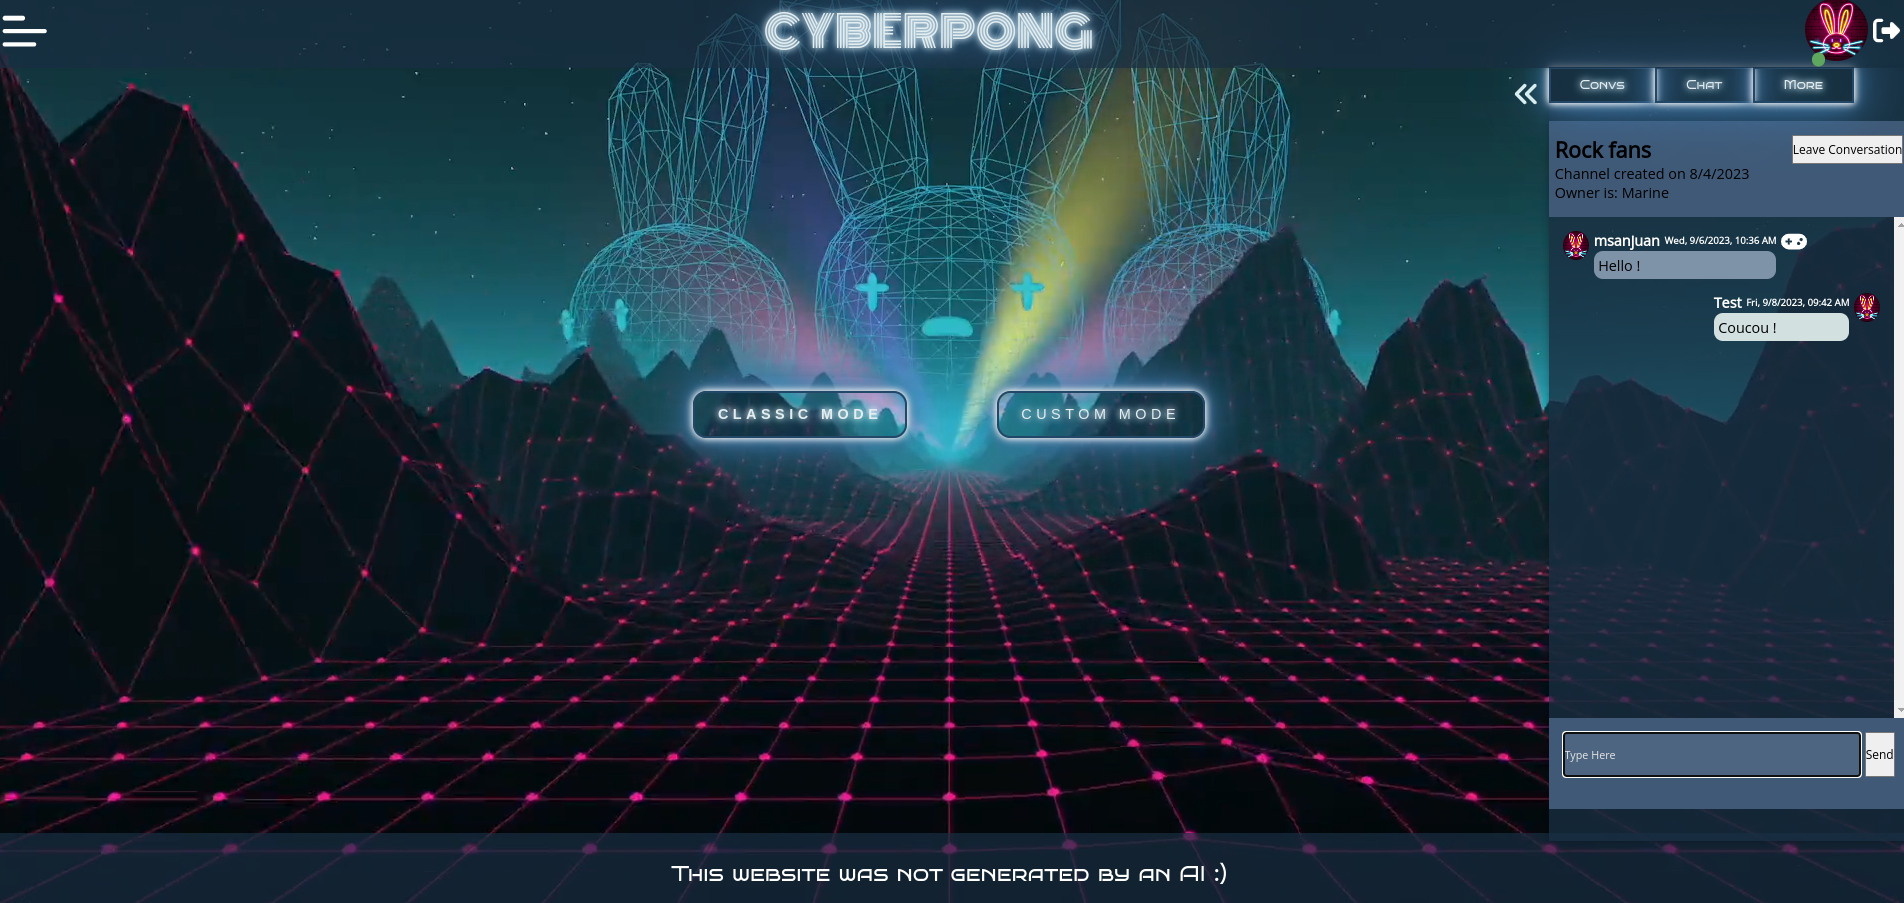 CYBERPONG
Convs
Chat
More
Rock fans
Leave Conversation
Channel created on 8/4/2023
Owner is: Marine
msanjuan Wed, 9/6/2023, 10:36 AM
Hello !
Test Fri, 9/8/2023, 09:42 AM
Coucou !
CLASSIC MODE
CUSTOM MODE
Type Here
Send
This website was not generated by an AI :)